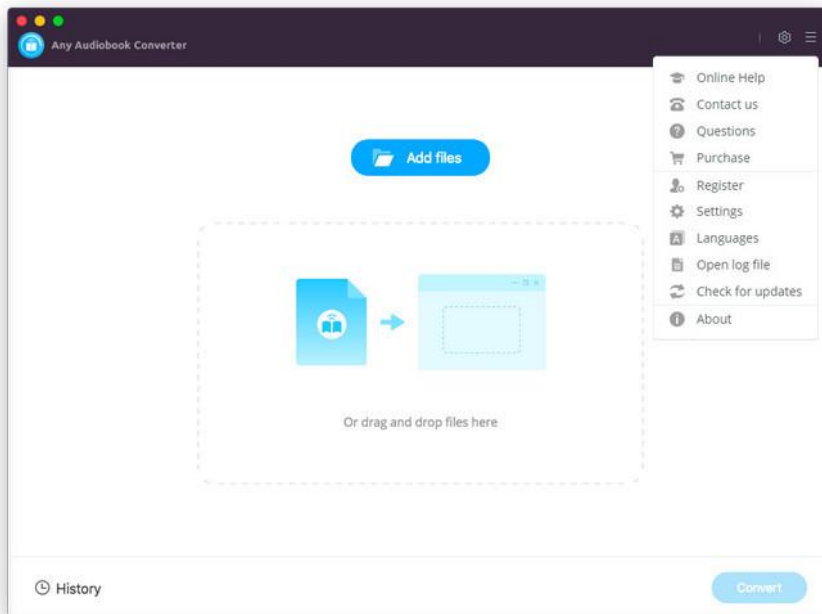 Any Audiobook Converter
Online Help
Contact us
Questions
Purchase
Register
Settings
Languages
Open log file
Check for updates
About
Add files
Or drag and drop files here
History
Convert